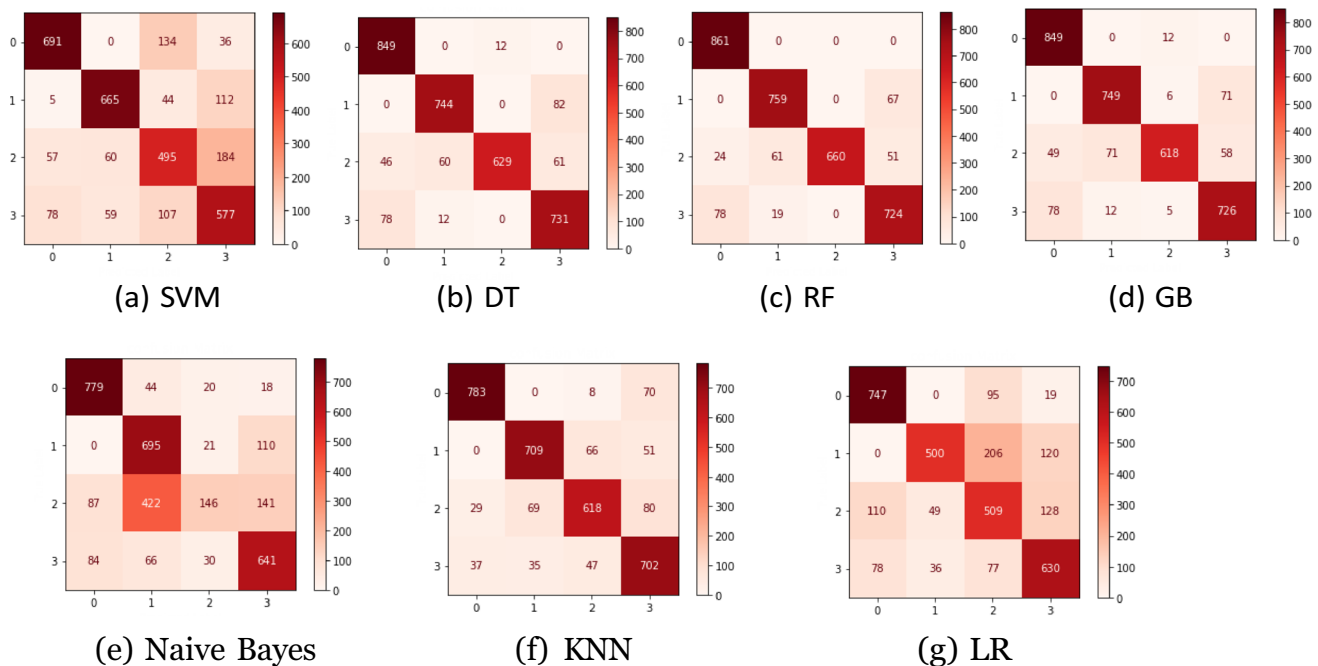 0 691 0 134 36
1 5 665 44 112
2 57 60 495 184
3 78 59 107 577
0 1 2 3
600
500
400
300
200
100
0
(a) SVM
0 849 0 12 0
1 0 744 0 82
2 46 60 629 61
3 78 12 0 731
0 1 2 3
800
700
600
500
400
300
200
100
0
(b) DT
0 861 0 0 0
1 0 759 0 67
2 24 61 660 51
3 78 19 0 724
0 1 2 3
800
700
600
500
400
300
200
100
0
(c) RF
0 849 0 12 0
1 0 749 6 71
2 49 71 618 58
3 78 12 5 726
0 1 2 3
800
700
600
500
400
300
200
100
0
(d) GB
0 779 44 20 18
1 0 695 21 110
2 87 422 146 141
3 84 66 30 641
0 1 2 3
700
600
500
400
300
200
100
0
(e) Naive Bayes
0 783 0 8 70
1 0 709 66 51
2 29 69 618 80
3 37 35 47 702
0 1 2 3
700
600
500
400
300
200
100
0
(f) KNN
0 747 0 95 19
1 0 500 206 120
2 110 49 509 128
3 78 36 77 630
0 1 2 3
700
600
500
400
300
200
100
0
(g) LR